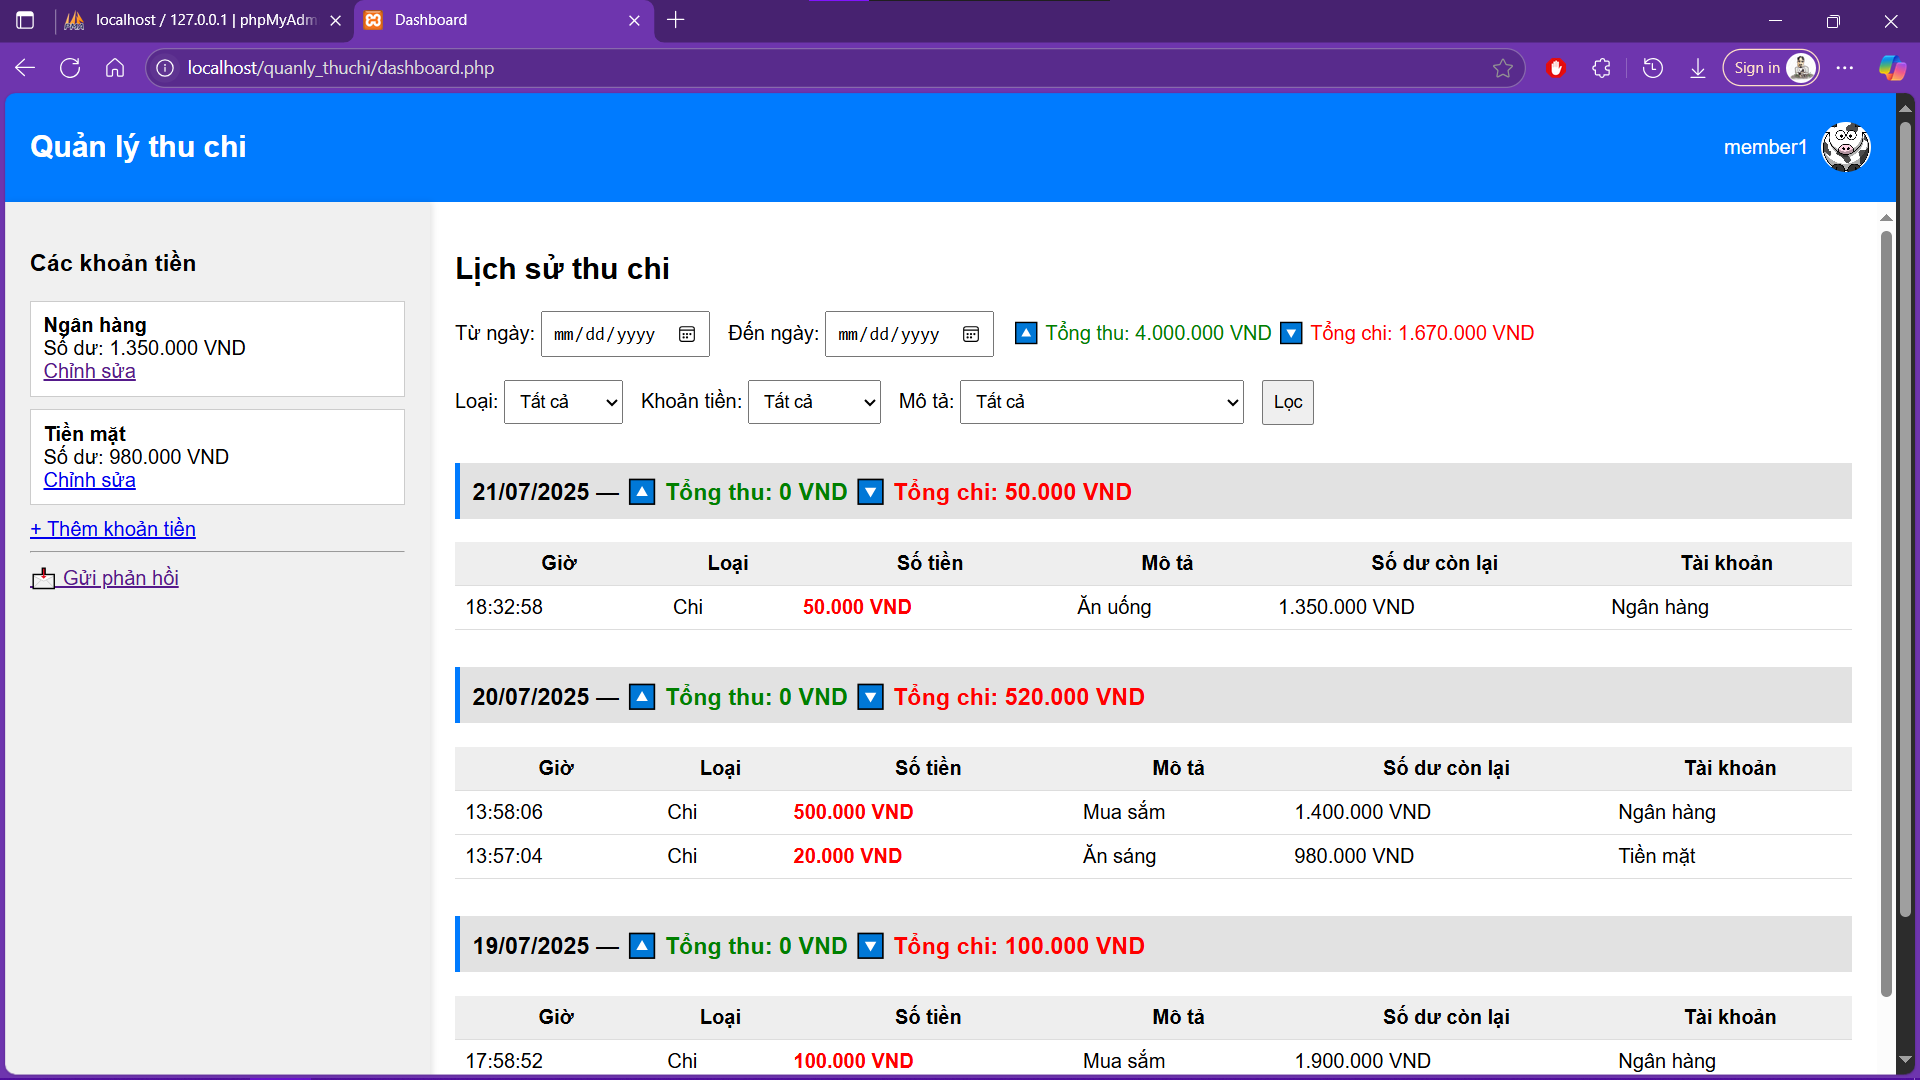 localhost / 127.0.0.1 | phpMyAdm
Dashboard
localhost/quanly_thuchi/dashboard.php
Sign in
Quản lý thu chi
member1
Các khoản tiền
Ngân hàng
Số dư: 1.350.000 VND
Chỉnh sửa
Tiền mặt
Số dư: 980.000 VND
Chỉnh sửa
+ Thêm khoản tiền
Gửi phản hồi
Lịch sử thu chi
Từ ngày: mm/dd/yyyy Đến ngày: mm/dd/yyyy Tổng thu: 4.000.000 VND Tổng chi: 1.670.000 VND
Loại: Tất cả Khoản tiền: Tất cả Mô tả: Tất cả Lọc
21/07/2025 — Tổng thu: 0 VND Tổng chi: 50.000 VND
Giờ Loại Số tiền Mô tả Số dư còn lại Tài khoản
18:32:58 Chi 50.000 VND Ăn uống 1.350.000 VND Ngân hàng
20/07/2025 — Tổng thu: 0 VND Tổng chi: 520.000 VND
Giờ Loại Số tiền Mô tả Số dư còn lại Tài khoản
13:58:06 Chi 500.000 VND Mua sắm 1.400.000 VND Ngân hàng
13:57:04 Chi 20.000 VND Ăn sáng 980.000 VND Tiền mặt
19/07/2025 — Tổng thu: 0 VND Tổng chi: 100.000 VND
Giờ Loại Số tiền Mô tả Số dư còn lại Tài khoản
17:58:52 Chi 100.000 VND Mua sắm 1.900.000 VND Ngân hàng